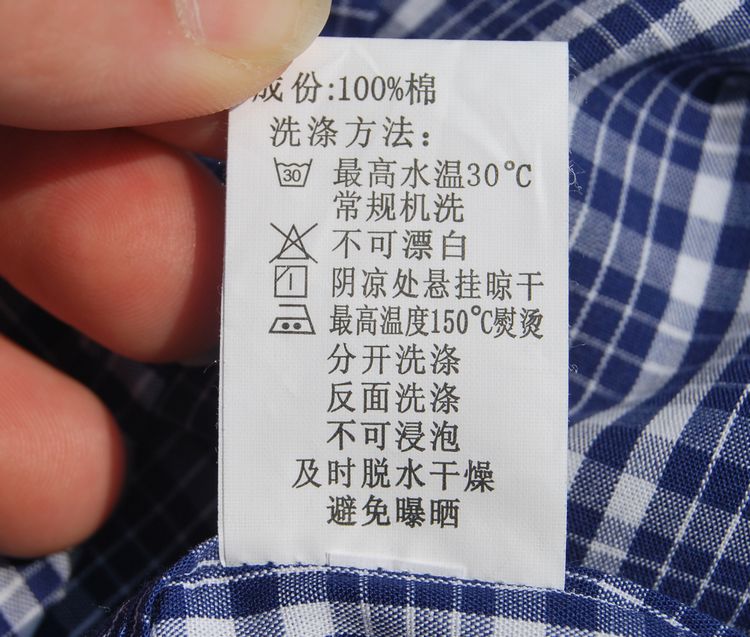 成份:100%棉
洗涤方法：
30 最高水温30℃
常规机洗
不可漂白
阴凉处悬挂晾干
最高温度150℃熨烫
分开洗涤
反面洗涤
不可浸泡
及时脱水干燥
避免曝晒